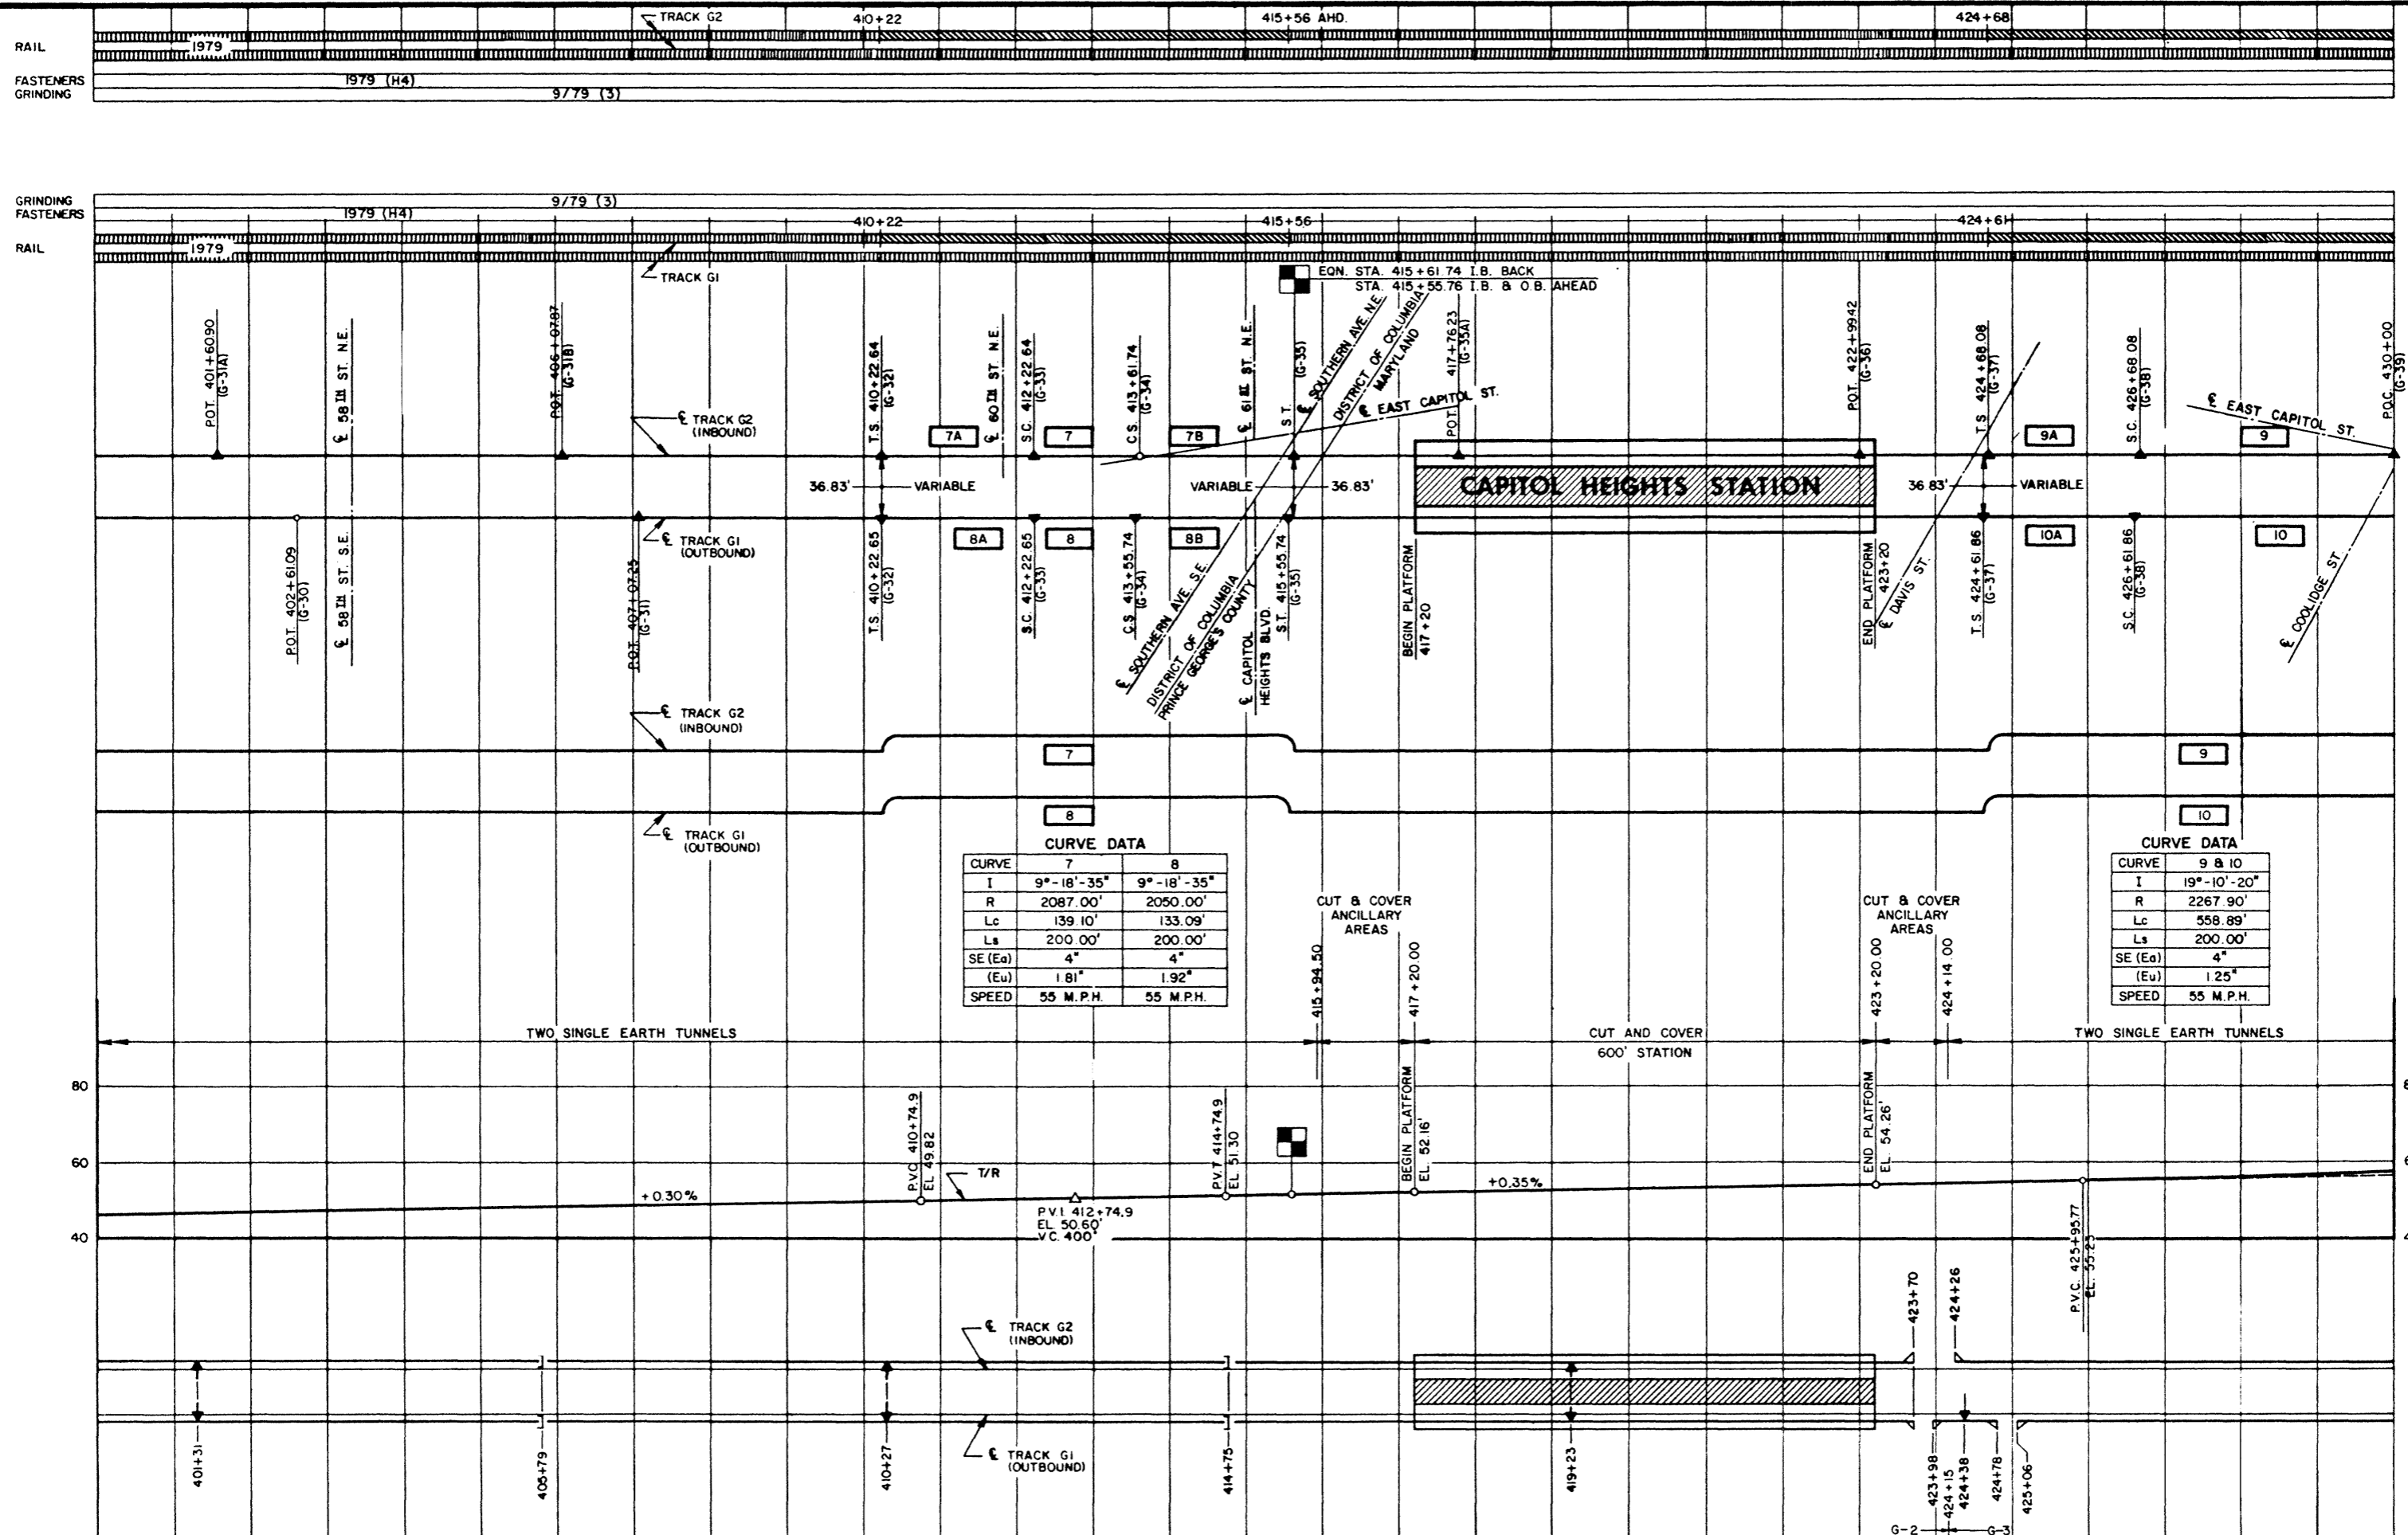 TRACK G2
410+22
415+56 AHD.
424+68
RAIL
1979
FASTENERS
1979 (H4)
GRINDING
9/79 (3)
GRINDING
9/79 (3)
FASTENERS
1979 (H4)
410+22
415+56
424+61
RAIL
1979
TRACK G1
EQN. STA. 415+61.74 I.B. BACK
STA. 415+55.76 I.B. & O.B. AHEAD
P.O.T. 401+60.90
(G-31A)
℄ 58TH ST. N.E.
P.O.T. 406+07.87
(G-31B)
℄ TRACK G2
(INBOUND)
T.S. 410+22.64
(G-32)
7A
℄ 60TH ST. N.E.
S.C. 412+22.64
(G-33)
7
C.S. 413+61.74
(G-34)
7B
℄ 61ST ST. N.E.
S.T.
(G-35)
℄ SOUTHERN AVE. N.E.
DISTRICT OF COLUMBIA
MARYLAND
℄ EAST CAPITOL ST.
P.O.T. 417+76.23
(G-35A)
P.O.T. 422+99.42
(G-36)
T.S. 424+68.08
(G-37)
9A
S.C. 426+68.08
(G-38)
℄ EAST CAPITOL ST.
9
P.O.C. 430+00
(G-39)
36.83'
VARIABLE
VARIABLE
36.83'
CAPITOL HEIGHTS STATION
36.83'
VARIABLE
P.O.T. 402+61.09
(G-30)
℄ 58TH ST. S.E.
P.O.T. 407+07.25
(G-31)
℄ TRACK G1
(OUTBOUND)
T.S. 410+22.65
(G-32)
8A
S.C. 412+22.65
(G-33)
8
C.S. 413+55.74
(G-34)
8B
℄ SOUTHERN AVE. S.E.
DISTRICT OF COLUMBIA
PRINCE GEORGE'S COUNTY
℄ CAPITOL
HEIGHTS BLVD.
S.T. 415+55.74
(G-35)
BEGIN PLATFORM
417+20
END PLATFORM
423+20
℄ DAVIS ST.
T.S. 424+61.86
(G-37)
10A
S.C. 426+61.86
(G-38)
10
℄ COOLIDGE ST.
℄ TRACK G2
(INBOUND)
7
9
8
10
℄ TRACK G1
(OUTBOUND)
CURVE DATA
CURVE 7 8
I 9°-18'-35" 9°-18'-35"
R 2087.00' 2050.00'
Lc 139.10' 133.09'
Ls 200.00' 200.00'
SE (Ea) 4" 4"
(Eu) 1.81" 1.92"
SPEED 55 M.P.H. 55 M.P.H.
CURVE DATA
CURVE 9 & 10
I 19°-10'-20"
R 2267.90'
Lc 558.89'
Ls 200.00'
SE (Ea) 4"
(Eu) 1.25"
SPEED 55 M.P.H.
CUT & COVER
ANCILLARY
AREAS
CUT & COVER
ANCILLARY
AREAS
415+94.50
417+20.00
423+20.00
424+14.00
TWO SINGLE EARTH TUNNELS
CUT AND COVER
600' STATION
TWO SINGLE EARTH TUNNELS
80
60
40
+0.30%
P.V.C. 410+74.9
EL 49.82
T/R
P.V.I. 412+74.9
EL 50.60'
V.C. 400'
P.V.T 414+74.9
EL 51.30
BEGIN PLATFORM
EL. 52.16'
+0.35%
END PLATFORM
EL. 54.26'
P.V.C. 425+95.77
EL. 55.23
423+70
424+26
℄ TRACK G2
(INBOUND)
℄ TRACK G1
(OUTBOUND)
401+31
405+79
410+27
414+75
419+23
423+98
424+15
424+38
424+78
425+06
G-2
G-3